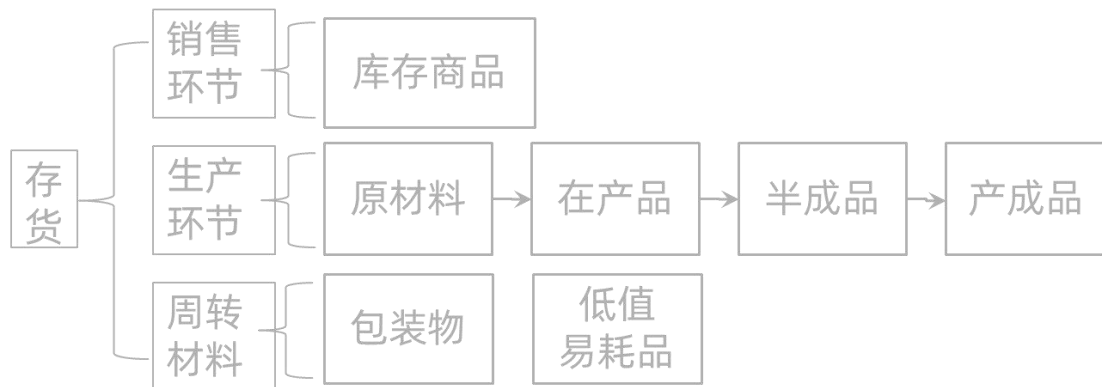 存
货
销售
环节
库存商品
生产
环节
原材料
在产品
半成品
产成品
周转
材料
包装物
低值
易耗品